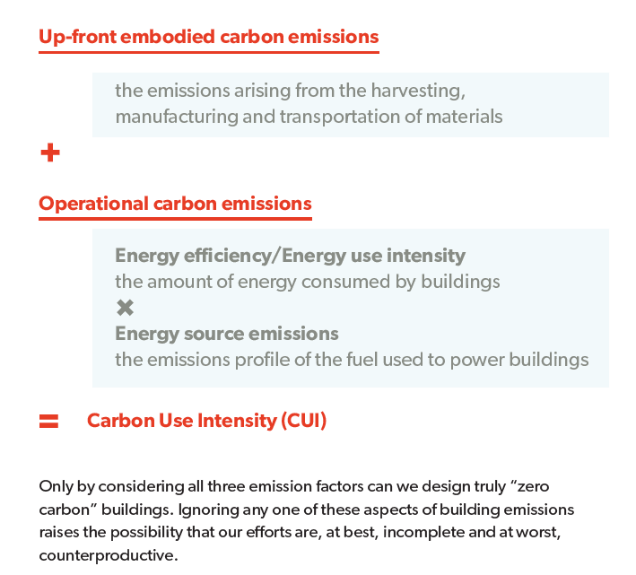 Up-front embodied carbon emissions
the emissions arising from the harvesting,
manufacturing and transportation of materials
+
Operational carbon emissions
Energy efficiency/Energy use intensity
the amount of energy consumed by buildings
×
Energy source emissions
the emissions profile of the fuel used to power buildings
= Carbon Use Intensity (CUI)
Only by considering all three emission factors can we design truly “zero
carbon” buildings. Ignoring any one of these aspects of building emissions
raises the possibility that our efforts are, at best, incomplete and at worst,
counterproductive.